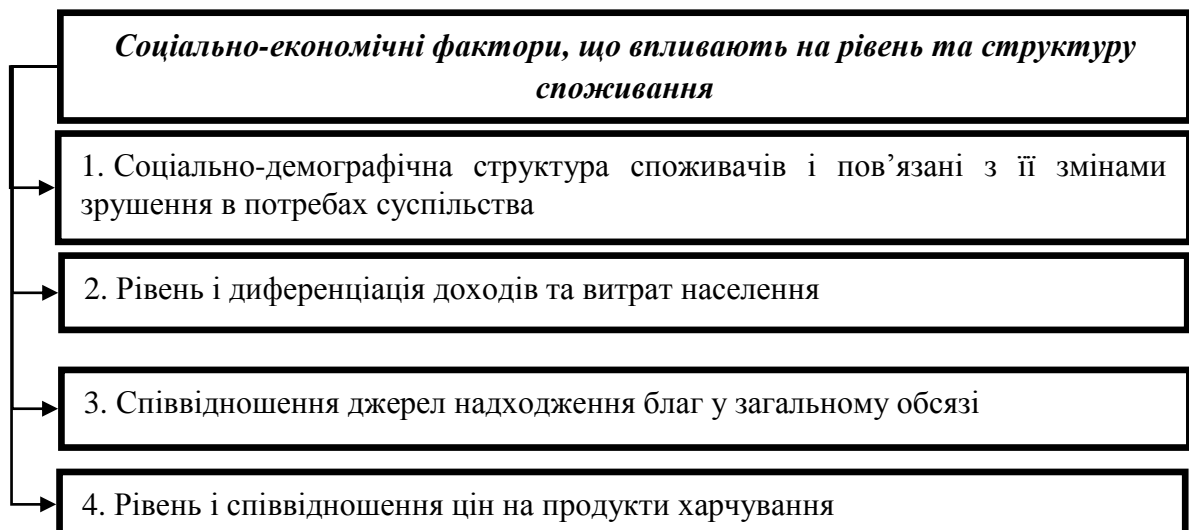 Соціально-економічні фактори, що впливають на рівень та структуру
споживання
1. Соціально-демографічна структура споживачів і пов’язані з її змінами
зрушення в потребах суспільства
2. Рівень і диференціація доходів та витрат населення
3. Співвідношення джерел надходження благ у загальному обсязі
4. Рівень і співвідношення цін на продукти харчування